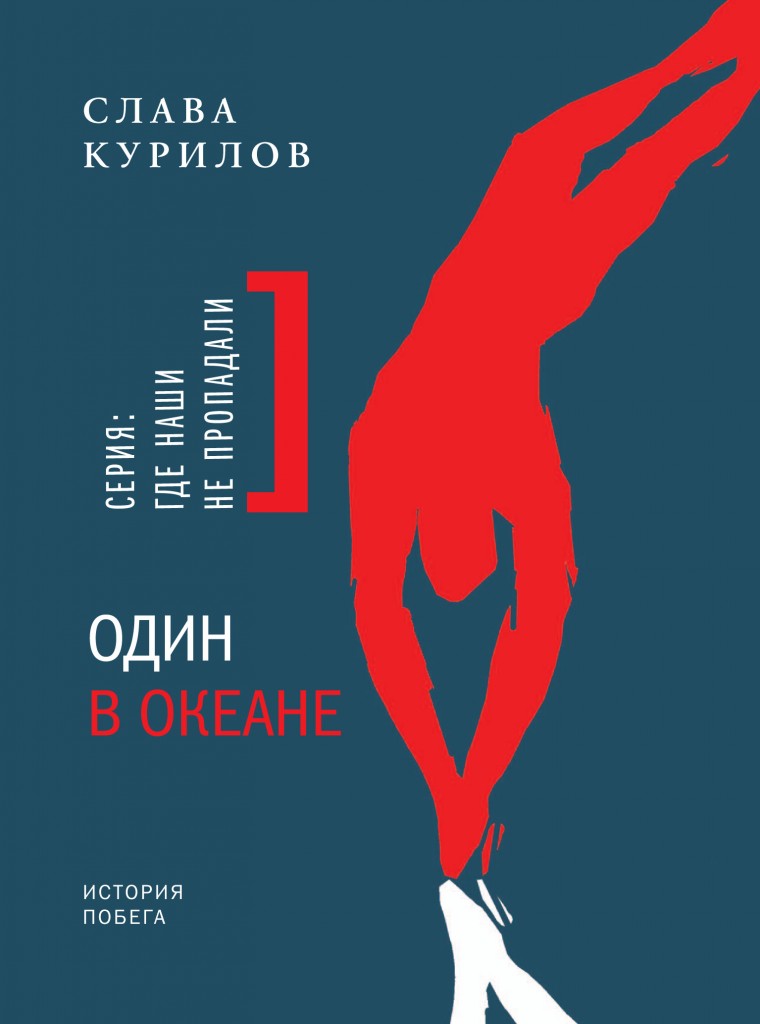 СЛАВА
КУРИЛОВ
СЕРИЯ:
ГДЕ НАШИ
НЕ ПРОПАДАЛИ
ОДИН
В ОКЕАНЕ
ИСТОРИЯ
ПОБЕГА